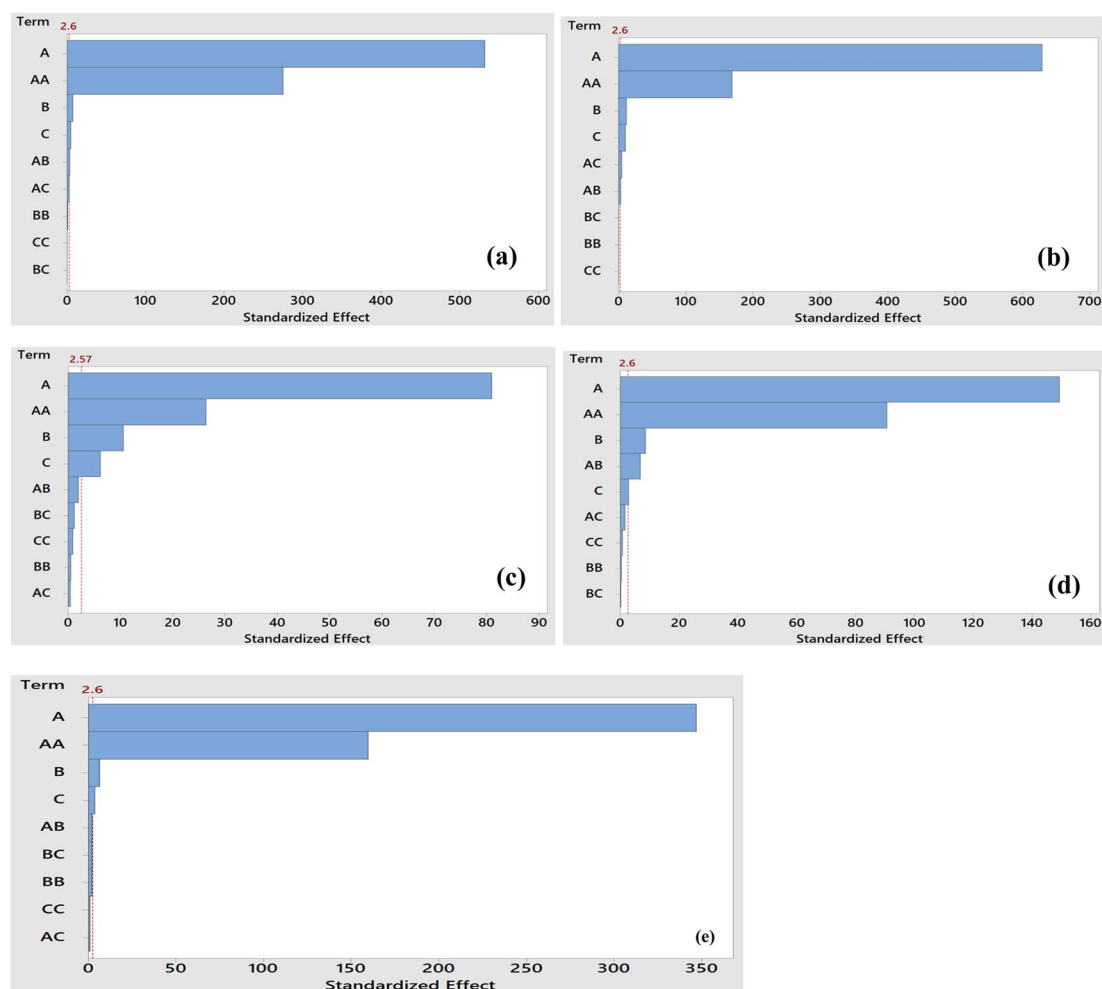 Term
2.6
A
AA
B
C
AB
AC
BB
CC
BC
(a)
0 100 200 300 400 500 600
Standardized Effect
Term
2.6
A
AA
B
C
AC
AB
BC
BB
CC
(b)
0 100 200 300 400 500 600 700
Standardized Effect
Term
2.57
A
AA
B
C
AB
BC
CC
BB
AC
(c)
0 10 20 30 40 50 60 70 80 90
Standardized Effect
Term
2.6
A
AA
B
AB
C
AC
CC
BB
BC
(d)
0 20 40 60 80 100 120 140 160
Standardized Effect
Term
2.6
A
AA
B
C
AB
BC
BB
CC
AC
(e)
0 50 100 150 200 250 300 350
Standardized Effect